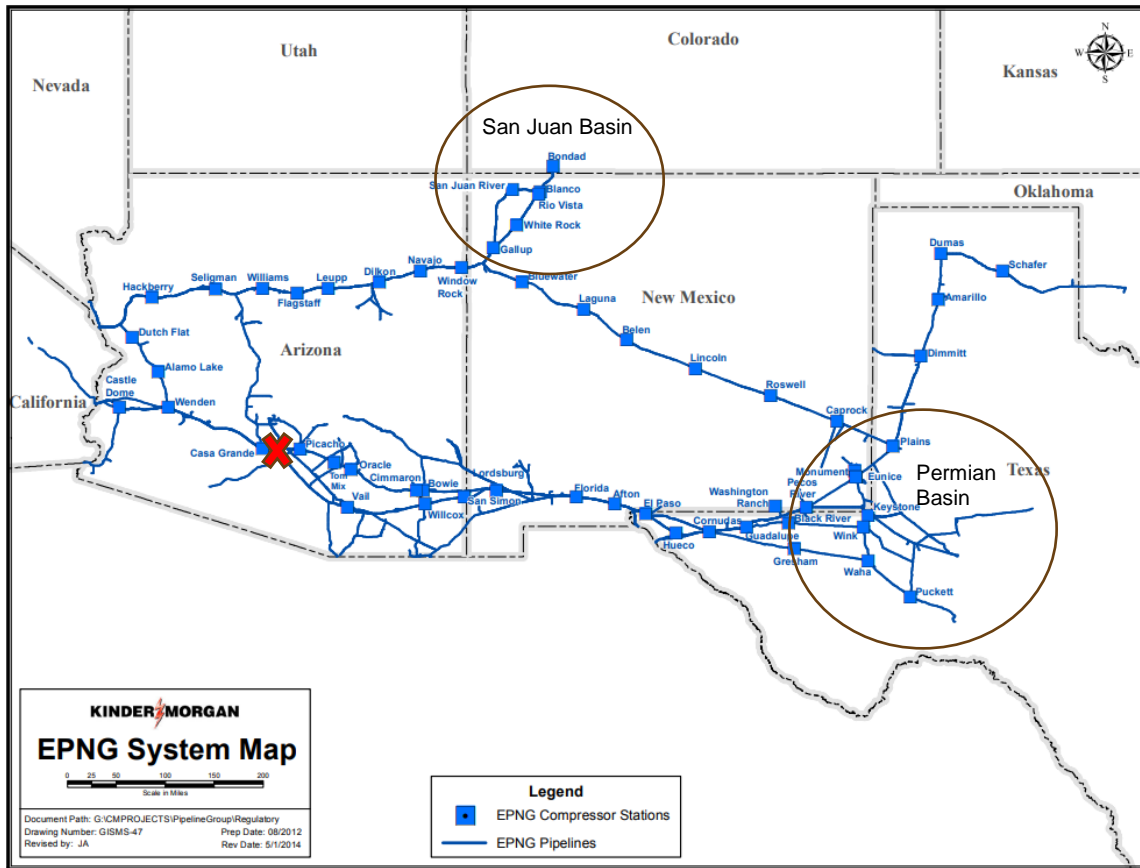 Utah
Colorado
Nevada
Kansas
N
W
E
S
San Juan Basin
Bondad
San Juan River
Blanco
Rio Vista
White Rock
Gallup
Oklahoma
Dumas
Schafer
Amarillo
Dimmitt
Navajo
Window
Rock
Dilkon
Leupp
Flagstaff
Williams
Seligman
Hackberry
Bluewater
Laguna
New Mexico
Belen
Lincoln
Roswell
Caprock
Plains
Dutch Flat
Arizona
Alamo Lake
Castle
Dome
California
Wenden
Casa Grande
Picacho
Tom
Mix
Oracle
Cimmaron
Bowie
Vail
Willcox
San Simon
Lordsburg
Florida
Afton
El Paso
Hueco
Cornudas
Washington
Ranch
Guadalupe
Gresham
Black River
Monument
Pecos
River
Eunice
Keystone
Wink
Waha
Puckett
Permian
Basin
Texas
KINDER MORGAN
EPNG System Map
0 25 50 100 150 200
Scale in Miles
Document Path: G:\CMPROJECTS\PipelineGroup\Regulatory
Drawing Number: GISMS-47 Prep Date: 08/2012
Revised by: JA Rev Date: 5/1/2014
Legend
EPNG Compressor Stations
EPNG Pipelines